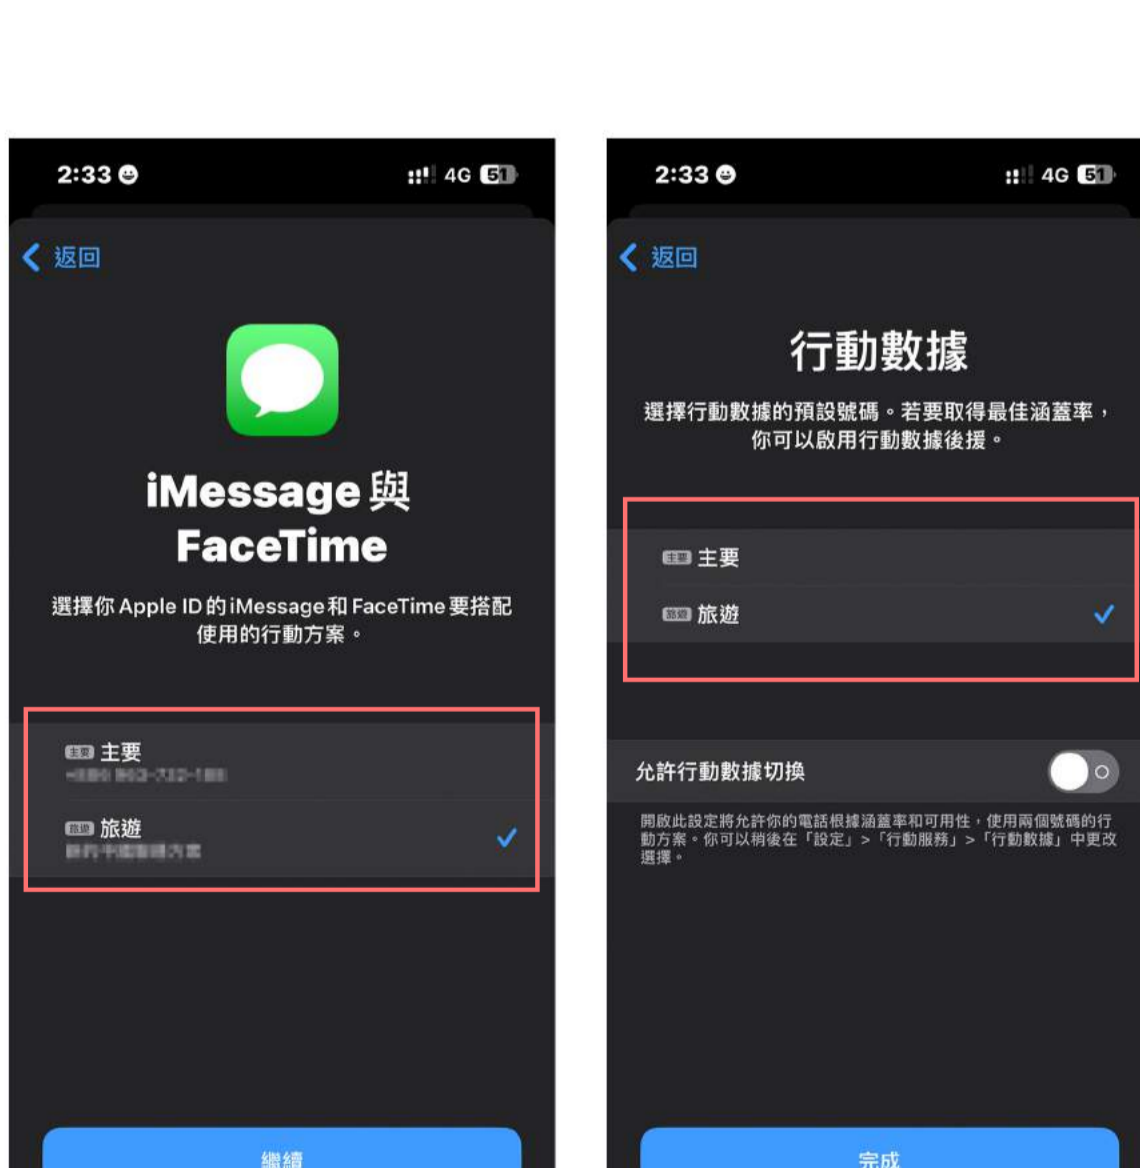 2:33
4G 51
返回
iMessage 與
FaceTime
選擇你 Apple ID 的 iMessage 和 FaceTime 要搭配
使用的行動方案。
主要 主要
旅遊 旅遊
繼續
2:33
4G 51
返回
行動數據
選擇行動數據的預設號碼。若要取得最佳涵蓋率,
你可以啟用行動數據後援。
主要 主要
旅遊 旅遊
允許行動數據切換
開啟此設定將允許你的電話根據涵蓋率和可用性,使用兩個號碼的行
動方案。你可以稍後在「設定」>「行動服務」>「行動數據」中更改
選擇。
完成